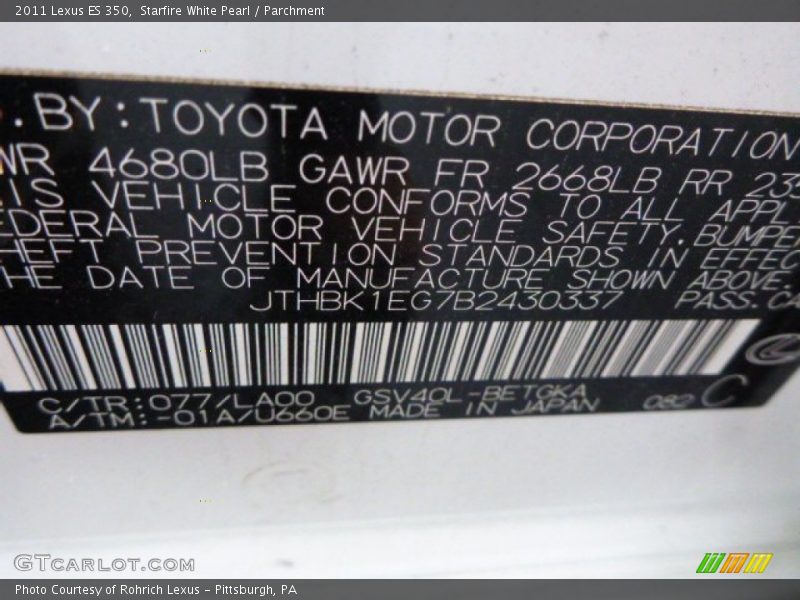 2011 Lexus ES 350, Starfire White Pearl / Parchment
. BY: TOYOTA MOTOR CORPORATION
WR 4680LB GAWR FR 2668LB RR 23
IS VEHICLE CONFORMS TO ALL APPL
EDERAL MOTOR VEHICLE SAFETY, BUMPE
HEFT PREVENTION STANDARDS IN EFFEC
HE DATE OF MANUFACTURE SHOWN ABOVE.
JTHBK1EG7B2430337 PASS. CA
C/TR: 077/LA00 GSV40L-BETGKA
A/TM: -01A/U660E MADE IN JAPAN 082 C
GTCARLOT.COM
Photo Courtesy of Rohrich Lexus - Pittsburgh, PA